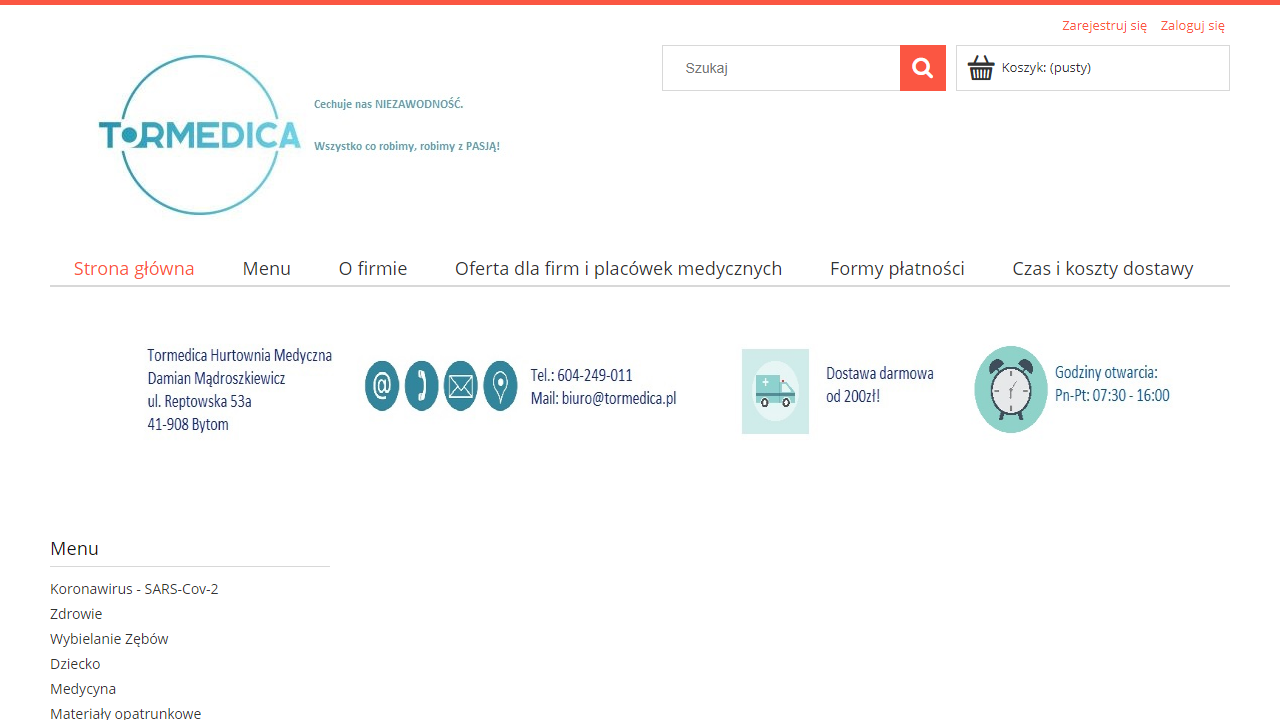 Zarejestruj się Zaloguj się
Szukaj
Koszyk: (pusty)
TORMEDICA
Cechuje nas NIEZAWODNOŚĆ.
Wszystko co robimy, robimy z PASJĄ!
Strona główna Menu O firmie Oferta dla firm i placówek medycznych Formy płatności Czas i koszty dostawy
Tormedica Hurtownia Medyczna
Damian Mądroszkiewicz
ul. Reptowska 53a
41-908 Bytom
Tel.: 604-249-011
Mail: biuro@tormedica.pl
Dostawa darmowa
od 200zł!
Godziny otwarcia:
Pn-Pt: 07:30 - 16:00
Menu
Koronawirus - SARS-Cov-2
Zdrowie
Wybielanie Zębów
Dziecko
Medycyna
Materiały opatrunkowe